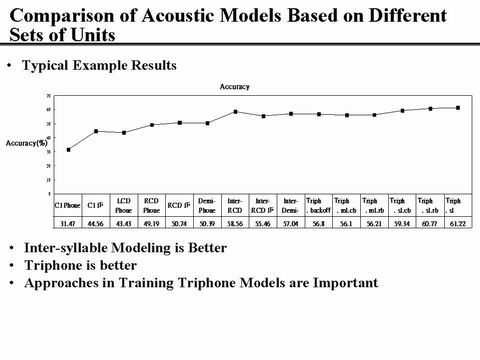 Comparison of Acoustic Models Based on Different
Sets of Units
• Typical Example Results
Accuracy
Accuracy(%)
70
60
50
40
30
20
10
0
CI Phone CI IF LCD Phone RCD Phone RCD IF Demi-Phone Inter-RCD Inter-RCD IF Inter-Demi- Triph. backoff Triph. ml.cb Triph. ml.rb Triph. sl.cb Triph. sl.rb Triph. sl
31.47 44.56 43.43 49.19 50.74 50.39 58.56 55.46 57.04 56.8 56.1 56.21 59.34 60.77 61.22
• Inter-syllable Modeling is Better
• Triphone is better
• Approaches in Training Triphone Models are Important